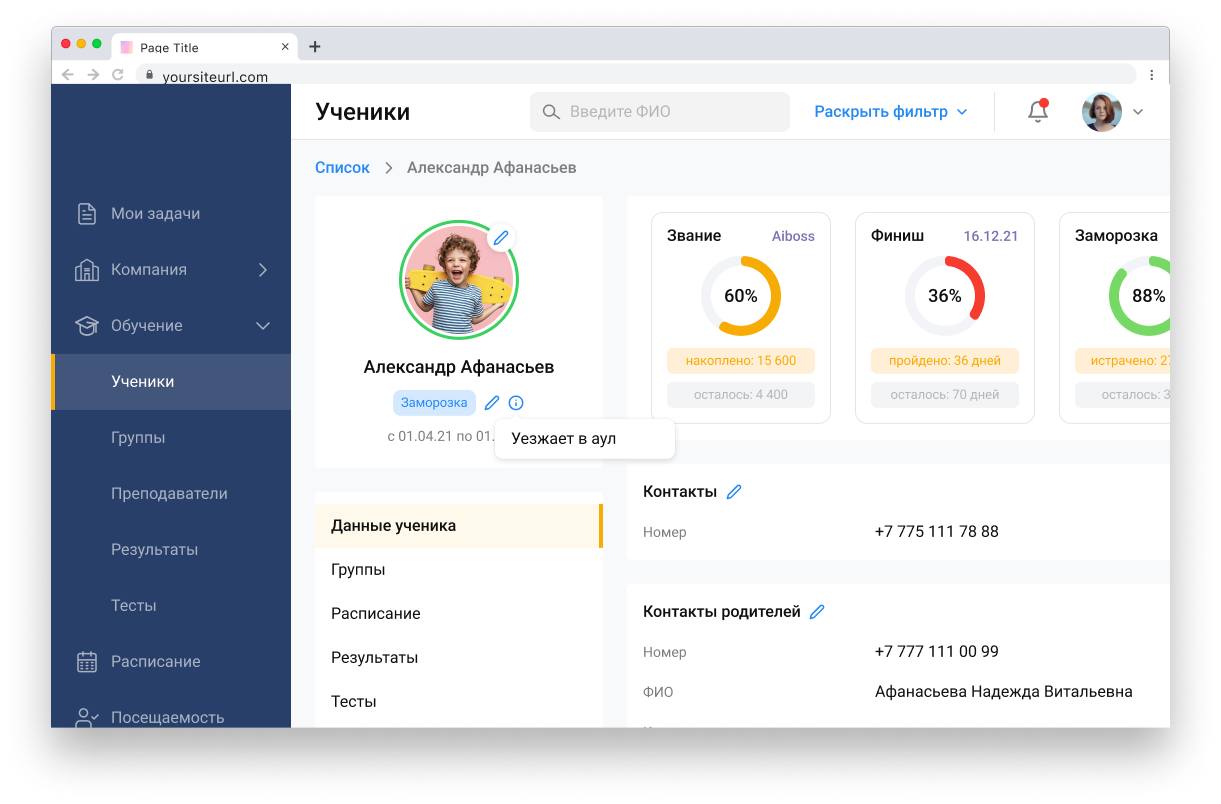 Page Title
yoursiteurl.com
Ученики
Введите ФИО
Раскрыть фильтр
Список
Александр Афанасьев
Мои задачи
Компания
Обучение
Ученики
Группы
Преподаватели
Результаты
Тесты
Расписание
Посещаемость
Александр Афанасьев
Заморозка
с 01.04.21 по 01.
Уезжает в аул
Данные ученика
Группы
Расписание
Результаты
Тесты
Звание Aiboss
60%
накоплено: 15 600
осталось: 4 400
Финиш 16.12.21
36%
пройдено: 36 дней
осталось: 70 дней
Заморозка
88%
истрачено: 2
осталось: 3
Контакты
Номер +7 775 111 78 88
Контакты родителей
Номер +7 777 111 00 99
ФИО Афанасьева Надежда Витальевна